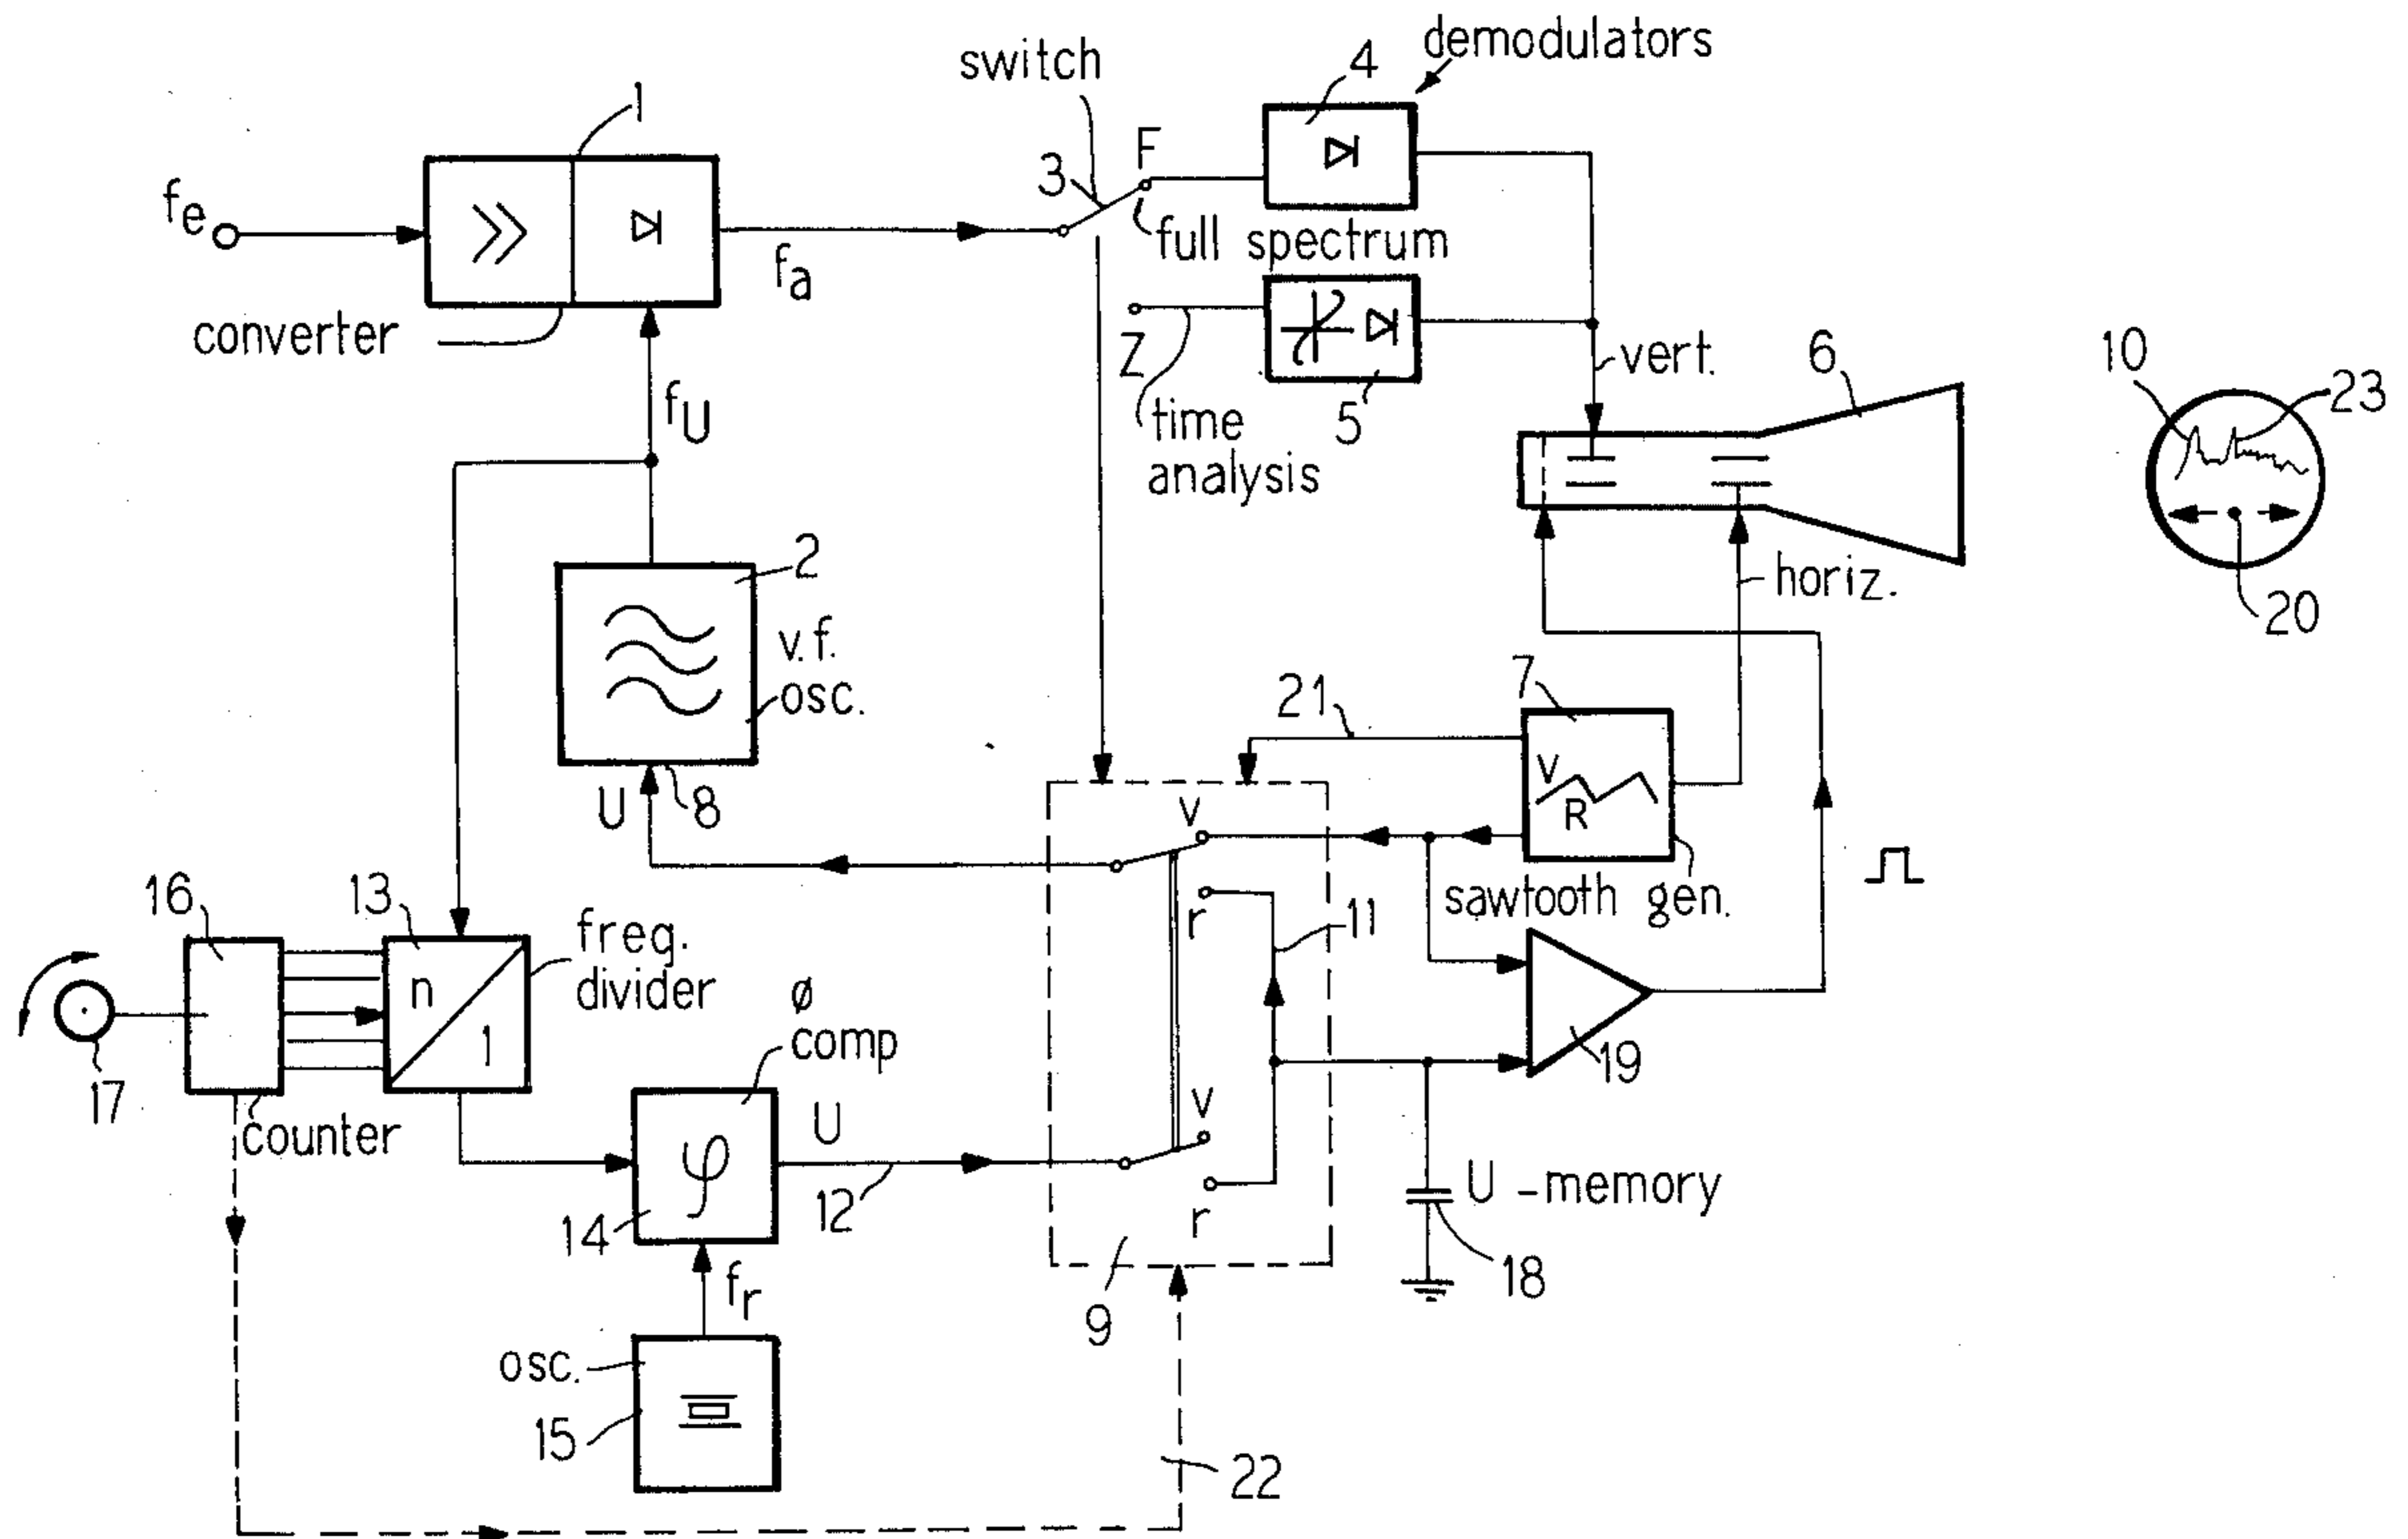 switch
demodulators
1
4
3
F
fe
full spectrum
fa
converter
Z
time
analysis
5
vert.
6
10
23
fU
2
v.f.
osc.
horiz.
20
U
8
21
7
V
R
v
r
sawtooth gen.
11
16
13
freq.
divider
n
1
17
counter
ø
comp
φ
14
U
12
v
r
19
U - memory
18
9
fr
osc.
15
22